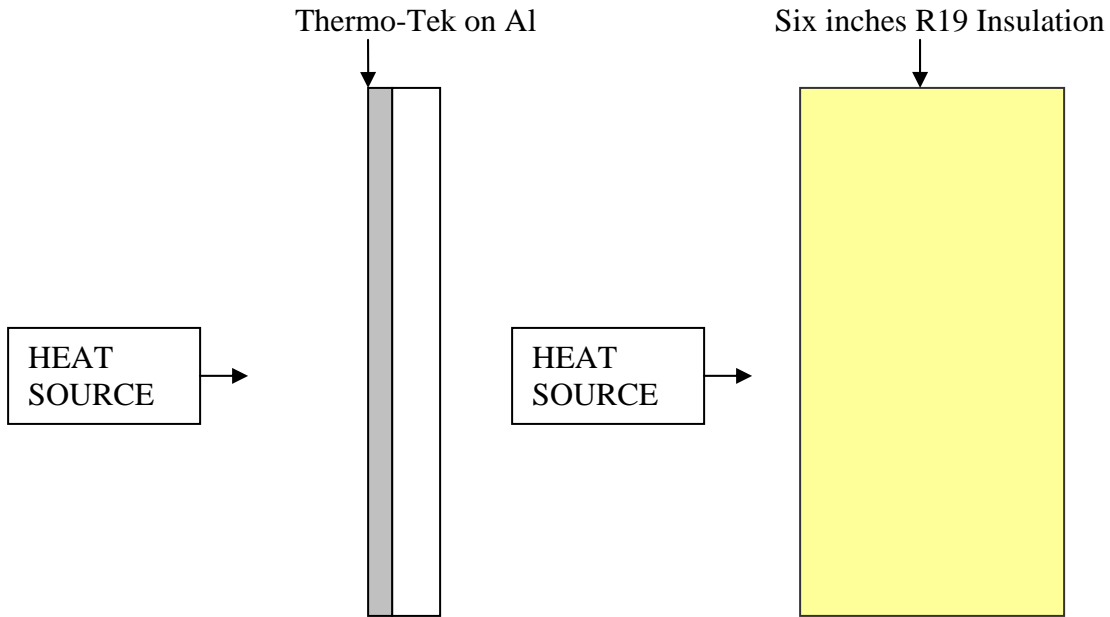 Thermo-Tek on Al
Six inches R19 Insulation
HEAT
SOURCE
HEAT
SOURCE